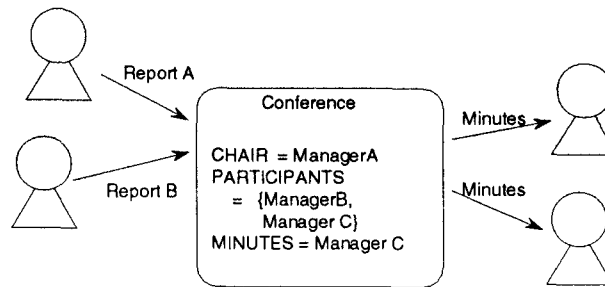 Report A
Conference
CHAIR = ManagerA
PARTICIPANTS
= {ManagerB,
Manager C}
MINUTES = Manager C
Report B
Minutes
Minutes